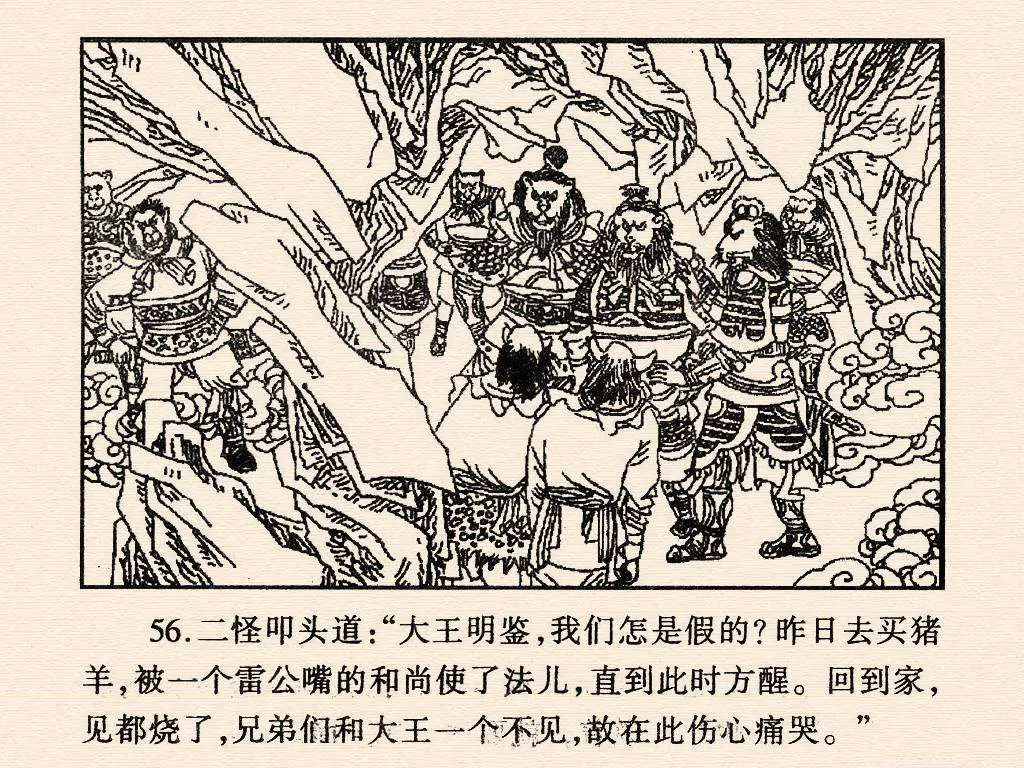 56.二怪叩头道:“大王明鉴,我们怎是假的?昨日去买猪
羊,被一个雷公嘴的和尚使了法儿,直到此时方醒。回到家,
见都烧了,兄弟们和大王一个不见,故在此伤心痛哭。”